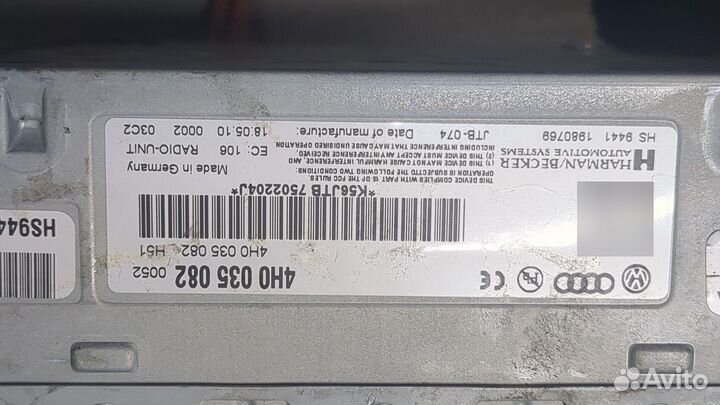 4H0 035 082
0052
4H0 035 082 H51
*K56JTB 7502204J*
THIS DEVICE COMPLIES WITH PART OF 15 FCC RULES
OPERATION IS SUBJECT TO THE FOLLOWING TWO CONDITIONS:
(1) THIS DEVICE MAY NOT CAUSE HARMFUL INTERFERENCE, AND,
(2) THIS DEVICE MUST ACCEPT AN INTERFERENCE RECEIVED,
INCLUDING INTERFERENCE THAT MAY CAUSE UNDESIRED OPERATION
HARMAN/BECKER
AUTOMOTIVE SYSTEMS
HS 9441 1980769
Made in Germany
EC: 106 RADIO-UNIT
JTB-074 Date of manufacture: 18.05.10 0002 03C2
HS944
Avito